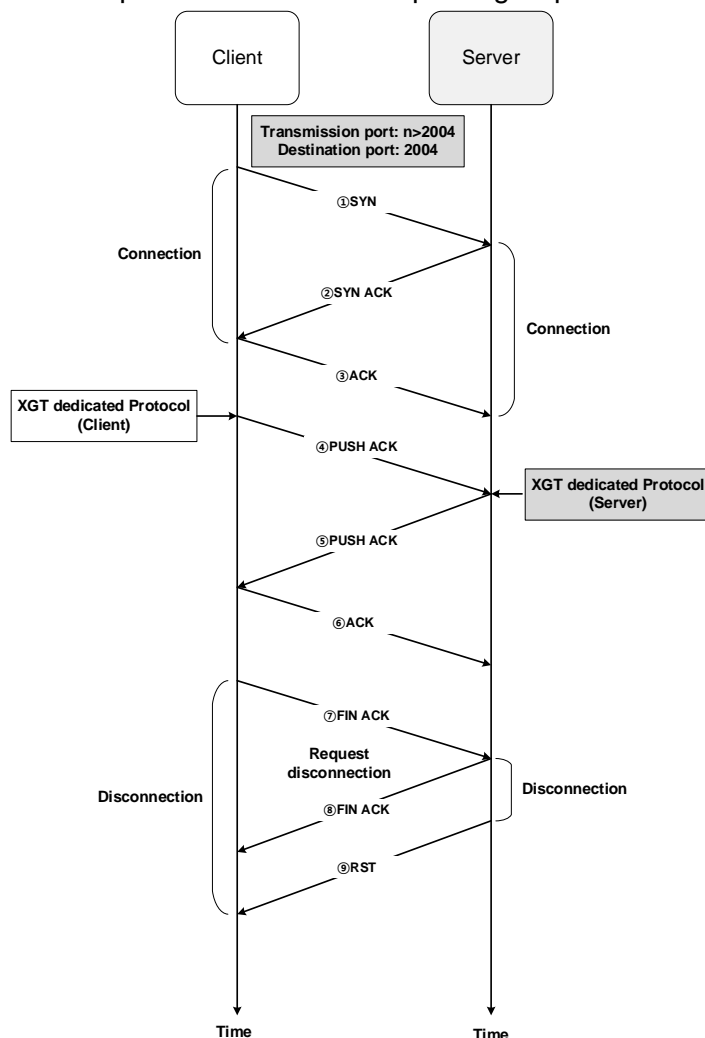 Client
Server
Transmission port: n>2004
Destination port: 2004
①SYN
Connection
②SYN ACK
Connection
③ACK
XGT dedicated Protocol
(Client)
④PUSH ACK
XGT dedicated Protocol
(Server)
⑤PUSH ACK
⑥ACK
⑦FIN ACK
Request
disconnection
Disconnection
Disconnection
⑧FIN ACK
⑨RST
Time
Time